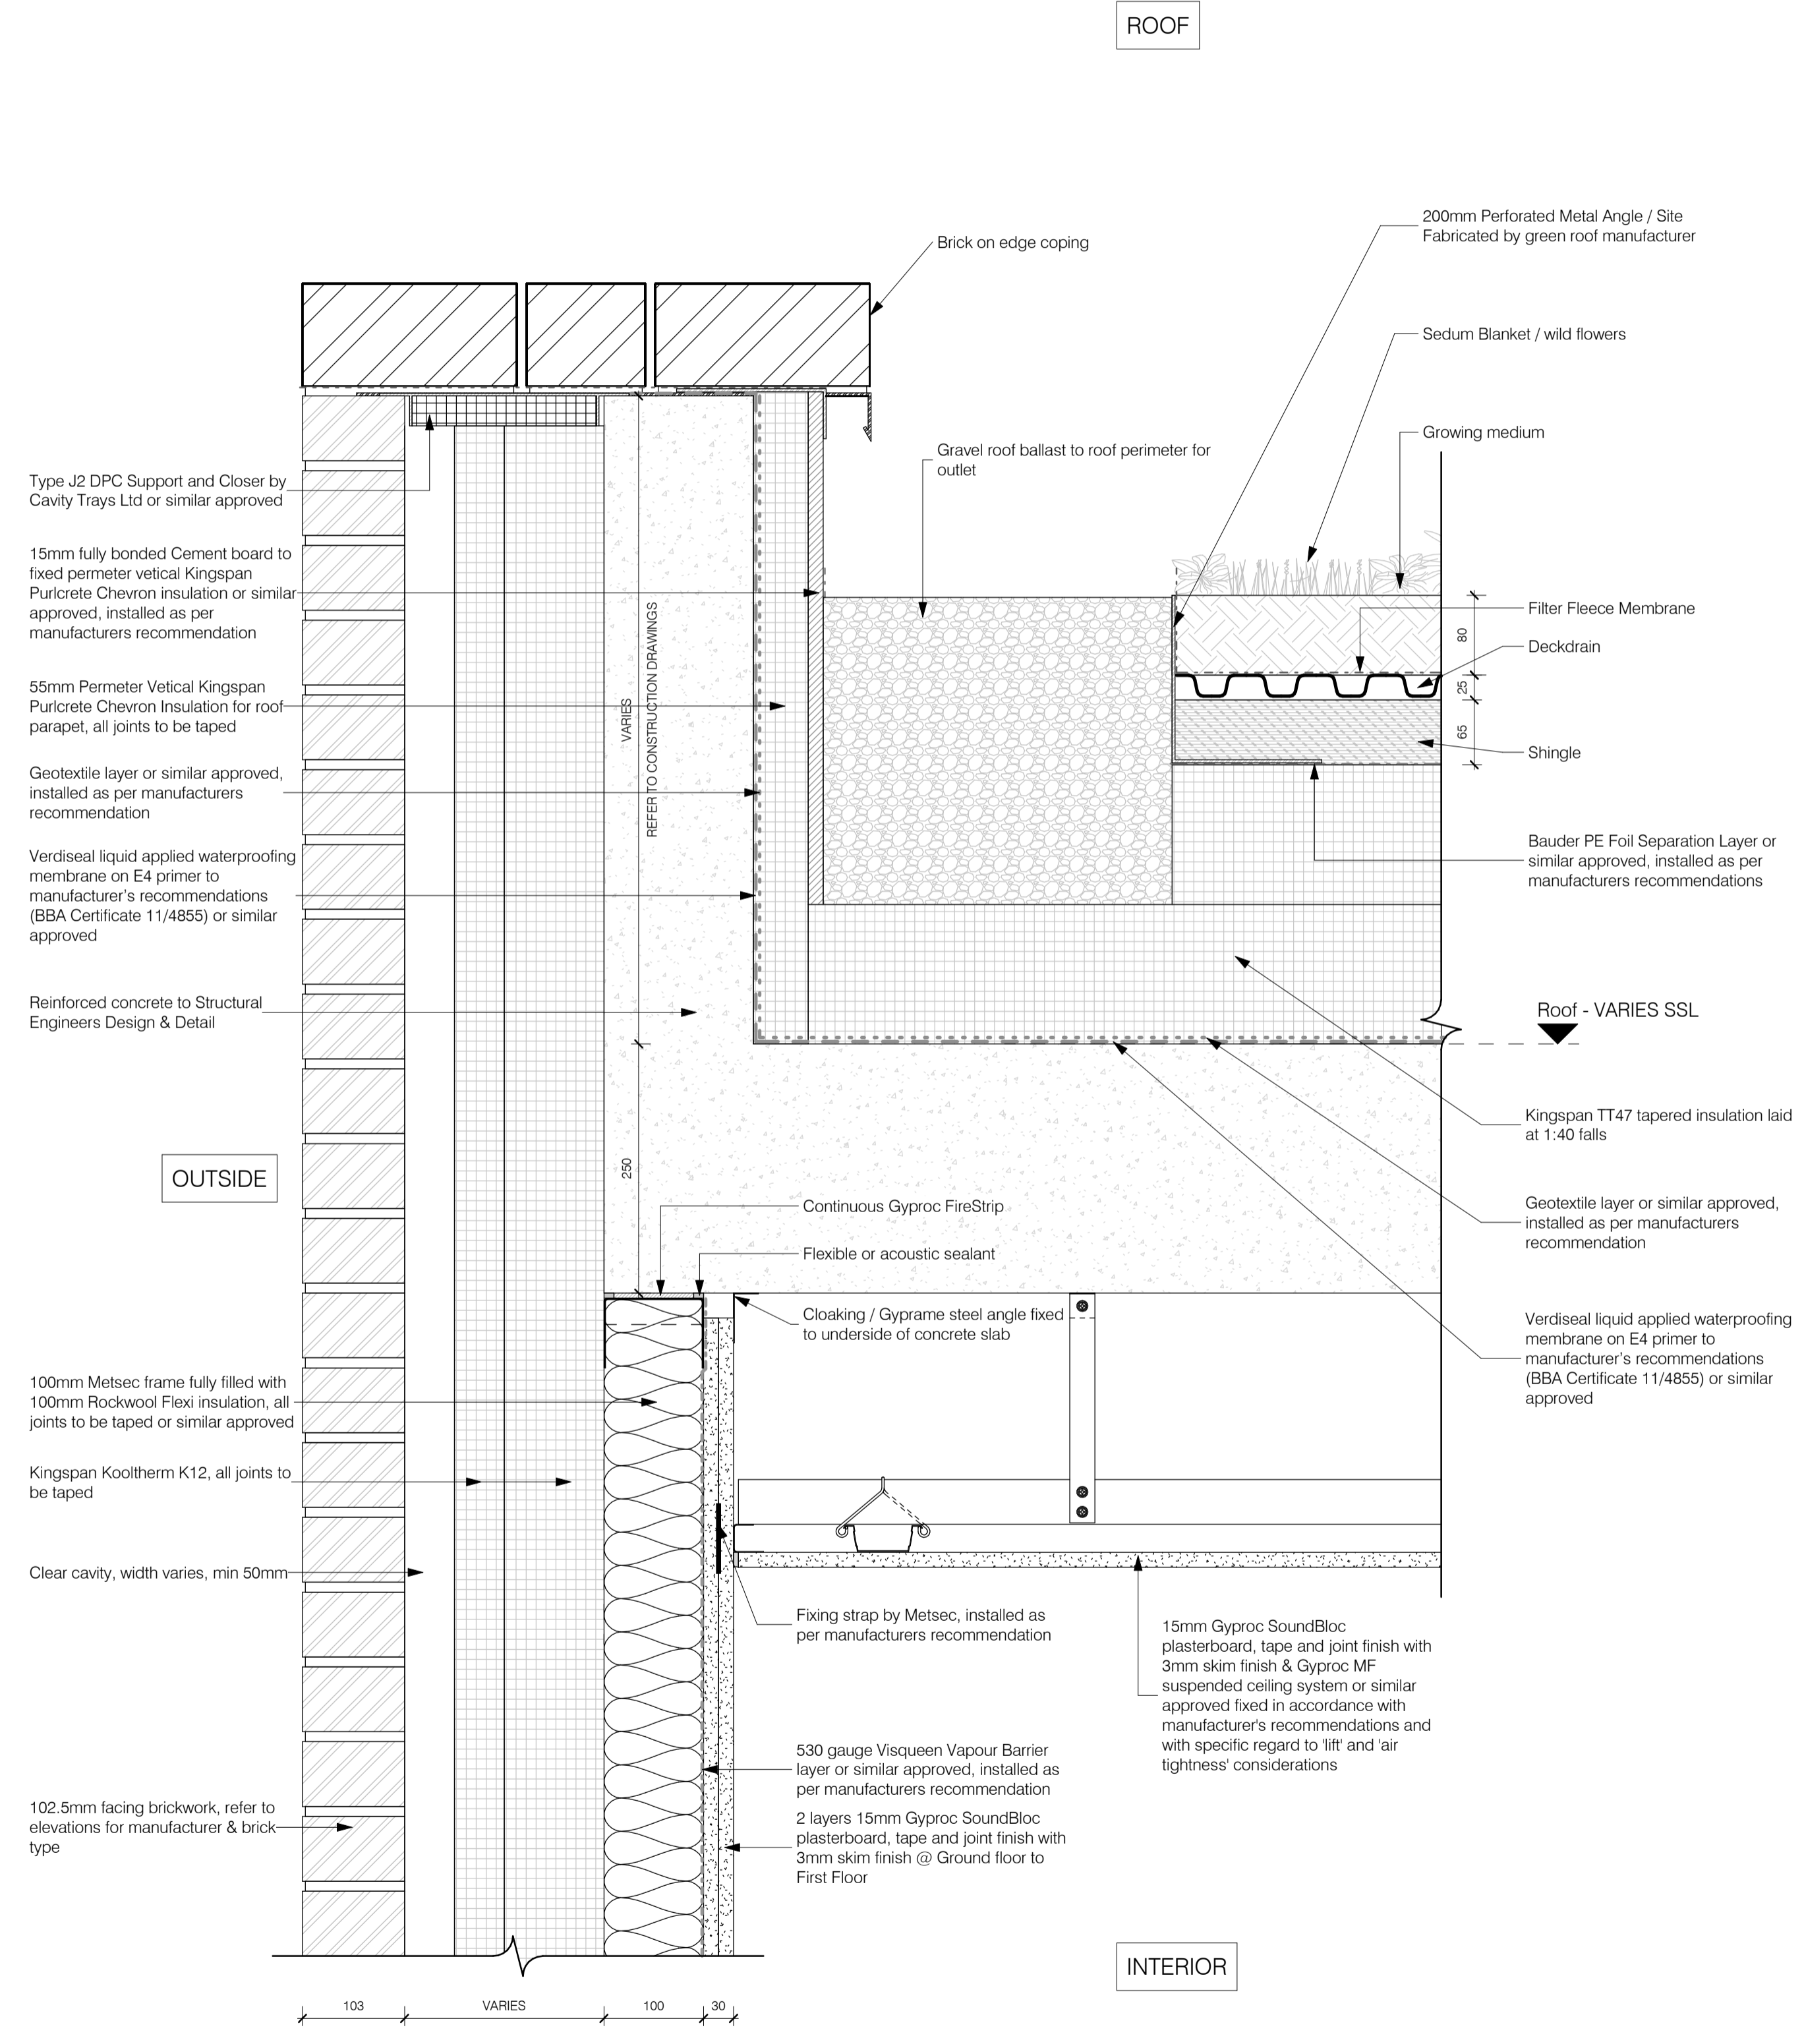 ROOF
200mm Perforated Metal Angle / Site
Fabricated by green roof manufacturer
Brick on edge coping
Sedum Blanket / wild flowers
Growing medium
Gravel roof ballast to roof perimeter for
outlet
Type J2 DPC Support and Closer by
Cavity Trays Ltd or similar approved
15mm fully bonded Cement board to
fixed permeter vetical Kingspan
Purlcrete Chevron insulation or similar
approved, installed as per
manufacturers recommendation
55mm Permeter Vetical Kingspan
Purlcrete Chevron Insulation for roof
parapet, all joints to be taped
Geotextile layer or similar approved,
installed as per manufacturers
recommendation
Verdiseal liquid applied waterproofing
membrane on E4 primer to
manufacturer's recommendations
(BBA Certificate 11/4855) or similar
approved
Reinforced concrete to Structural
Engineers Design & Detail
VARIES
REFER TO CONSTRUCTION DRAWINGS
250
Filter Fleece Membrane
Deckdrain
80
25
65
Shingle
Bauder PE Foil Separation Layer or
similar approved, installed as per
manufacturers recommendations
Roof - VARIES SSL
Kingspan TT47 tapered insulation laid
at 1:40 falls
Geotextile layer or similar approved,
installed as per manufacturers
recommendation
Verdiseal liquid applied waterproofing
membrane on E4 primer to
manufacturer's recommendations
(BBA Certificate 11/4855) or similar
approved
OUTSIDE
Continuous Gyproc FireStrip
Flexible or acoustic sealant
Cloaking / Gyprame steel angle fixed
to underside of concrete slab
100mm Metsec frame fully filled with
100mm Rockwool Flexi insulation, all
joints to be taped or similar approved
Kingspan Kooltherm K12, all joints to
be taped
Clear cavity, width varies, min 50mm
Fixing strap by Metsec, installed as
per manufacturers recommendation
15mm Gyproc SoundBloc
plasterboard, tape and joint finish with
3mm skim finish & Gyproc MF
suspended ceiling system or similar
approved fixed in accordance with
manufacturer's recommendations and
with specific regard to 'lift' and 'air
tightness' considerations
530 gauge Visqueen Vapour Barrier
layer or similar approved, installed as
per manufacturers recommendation
2 layers 15mm Gyproc SoundBloc
plasterboard, tape and joint finish with
3mm skim finish @ Ground floor to
First Floor
102.5mm facing brickwork, refer to
elevations for manufacturer & brick
type
INTERIOR
103
VARIES
100
30